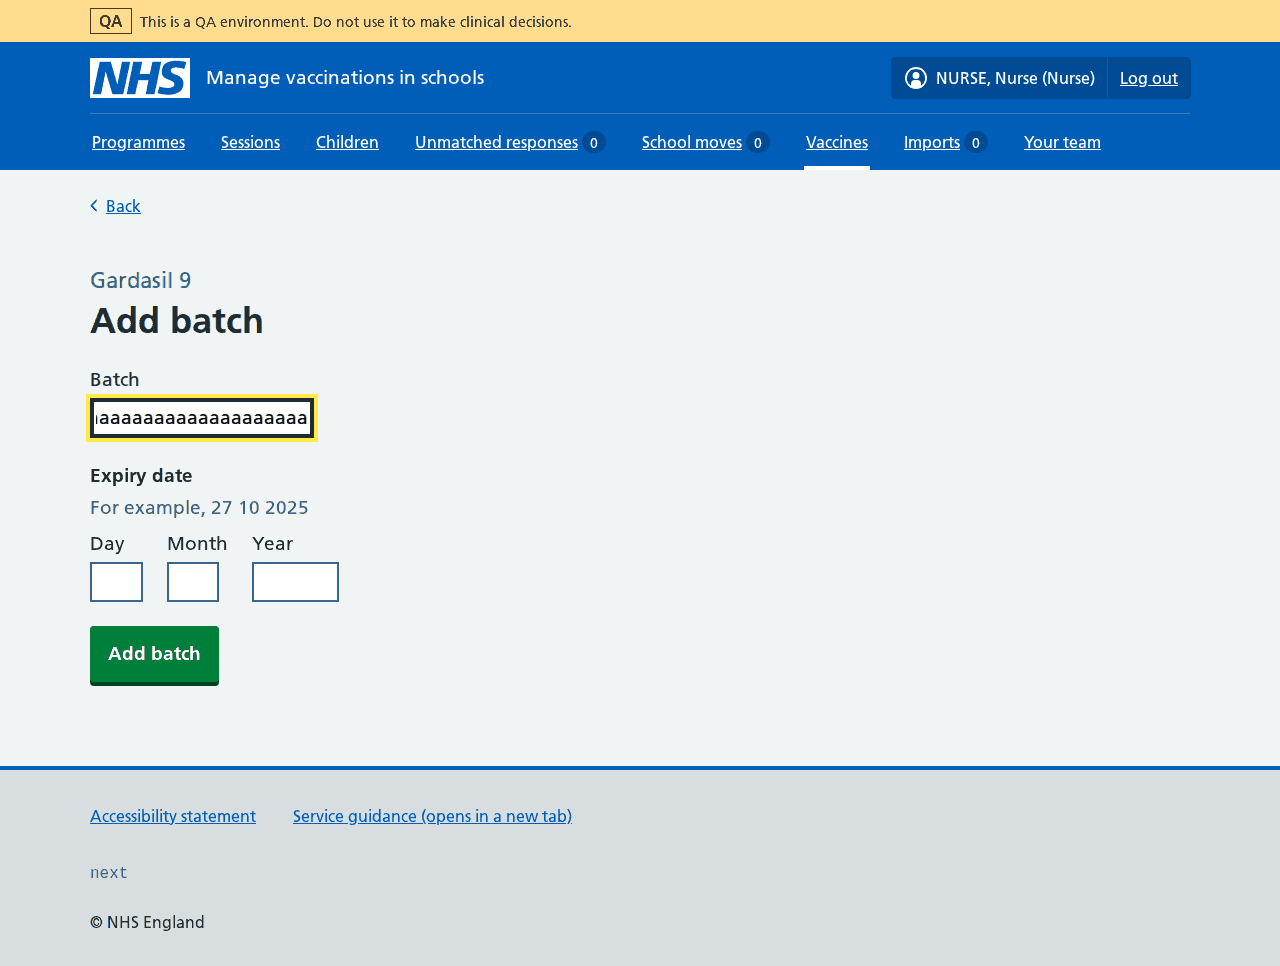 QA This is a QA environment. Do not use it to make clinical decisions.
NHS Manage vaccinations in schools NURSE, Nurse (Nurse) Log out
Programmes Sessions Children Unmatched responses 0 School moves 0 Vaccines Imports 0 Your team
Back
Gardasil 9
Add batch
Batch
aaaaaaaaaaaaaaaaaaaa
Expiry date
For example, 27 10 2025
Day Month Year
Add batch
Accessibility statement Service guidance (opens in a new tab)
next
© NHS England